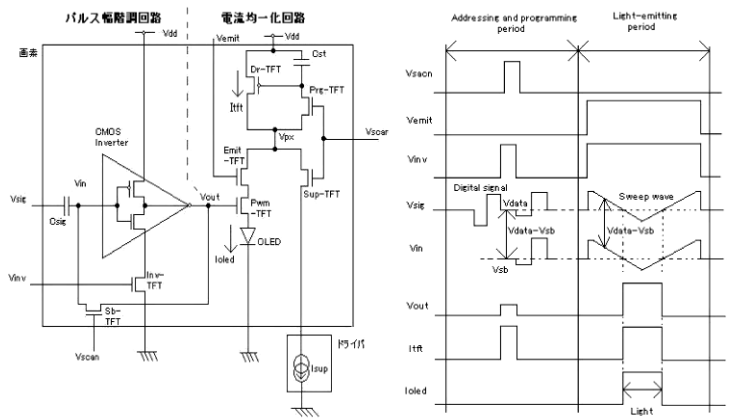 パルス幅階調回路
電流均一化回路
Vdd
Vemit
Vdd
画素
Cst
Dr-TFT
Prg-TFT
Itft
CMOS
Inverter
Vpx
Vscan
Emit
-TFT
Vin
Vout
Sup-TFT
Vsig
Csig
Pwm
-TFT
OLED
Ioled
Vinv
Inv-
TFT
Sb-
TFT
Vscan
ドライバ
Isup
Addressing and programming
period
Light-emitting
period
Vscan
Vemit
Vinv
Digital signal
Vdata
Sweep wave
Vsig
Vdata-Vsb
Vdata-Vsb
Vin
Vsb
Vout
Itft
Ioled
Light